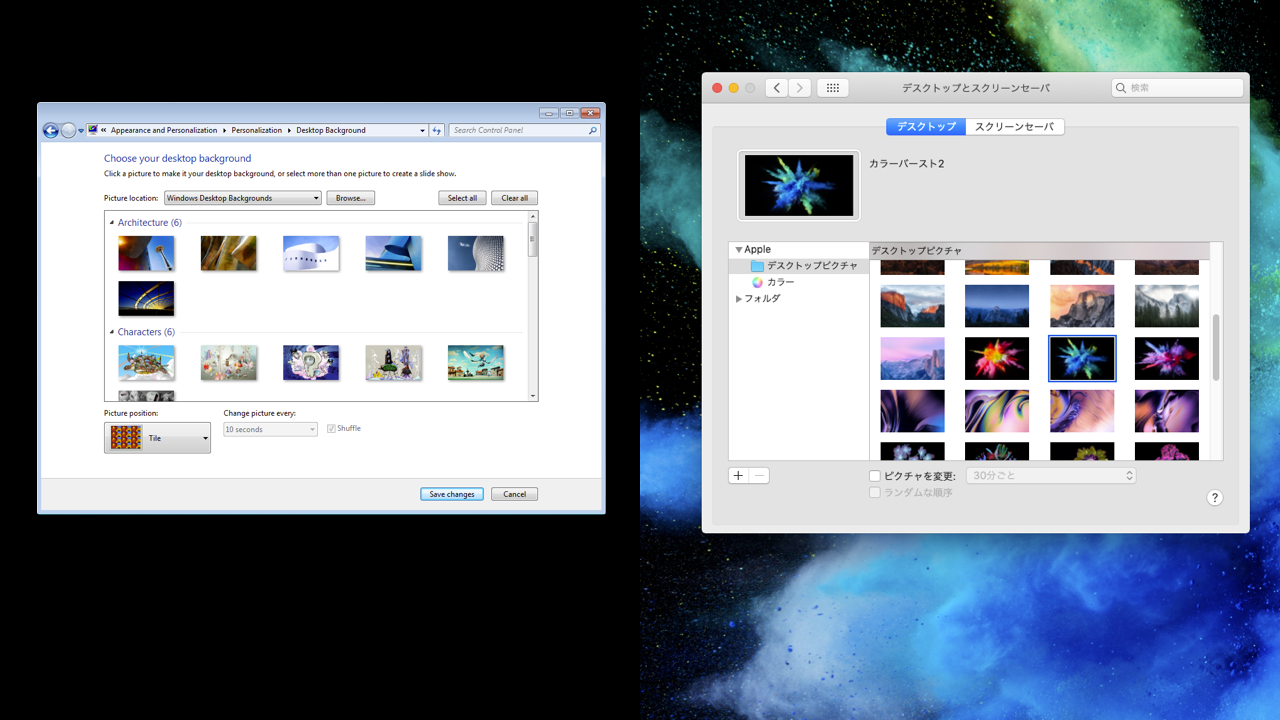 « Appearance and Personalization Personalization Desktop Background
Search Control Panel
Choose your desktop background
Click a picture to make it your desktop background, or select more than one picture to create a slide show.
Picture location:
Windows Desktop Backgrounds
Browse...
Select all
Clear all
Architecture (6)
Characters (6)
Picture position:
Tile
Change picture every:
10 seconds
Shuffle
Save changes
Cancel
デスクトップとスクリーンセーバ
検索
デスクトップ
スクリーンセーバ
カラーバースト2
Apple
デスクトップピクチャ
カラー
フォルダ
デスクトップピクチャ
ピクチャを変更:
30分ごと
ランダムな順序
?